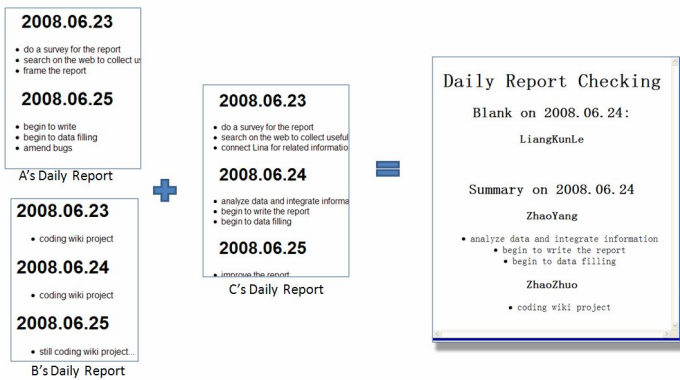 2008.06.23
do a survey for the report
search on the web to collect
frame the report
2008.06.25
begin to write
begin to data filling
amend bugs
A's Daily Report
2008.06.23
coding wiki project
2008.06.24
coding wiki project
2008.06.25
still coding wiki project...
B's Daily Report
2008.06.23
do a survey for the report
search on the web to collect useful
connect Lina for related informatio
2008.06.24
analyze data and integrate informa
begin to write the report
begin to data filling
2008.06.25
improve the report
C's Daily Report
Daily Report Checking
Blank on 2008.06.24:
LiangKunLe
Summary on 2008.06.24
ZhaoYang
analyze data and integrate information
begin to write the report
begin to data filling
ZhaoZhuo
coding wiki project